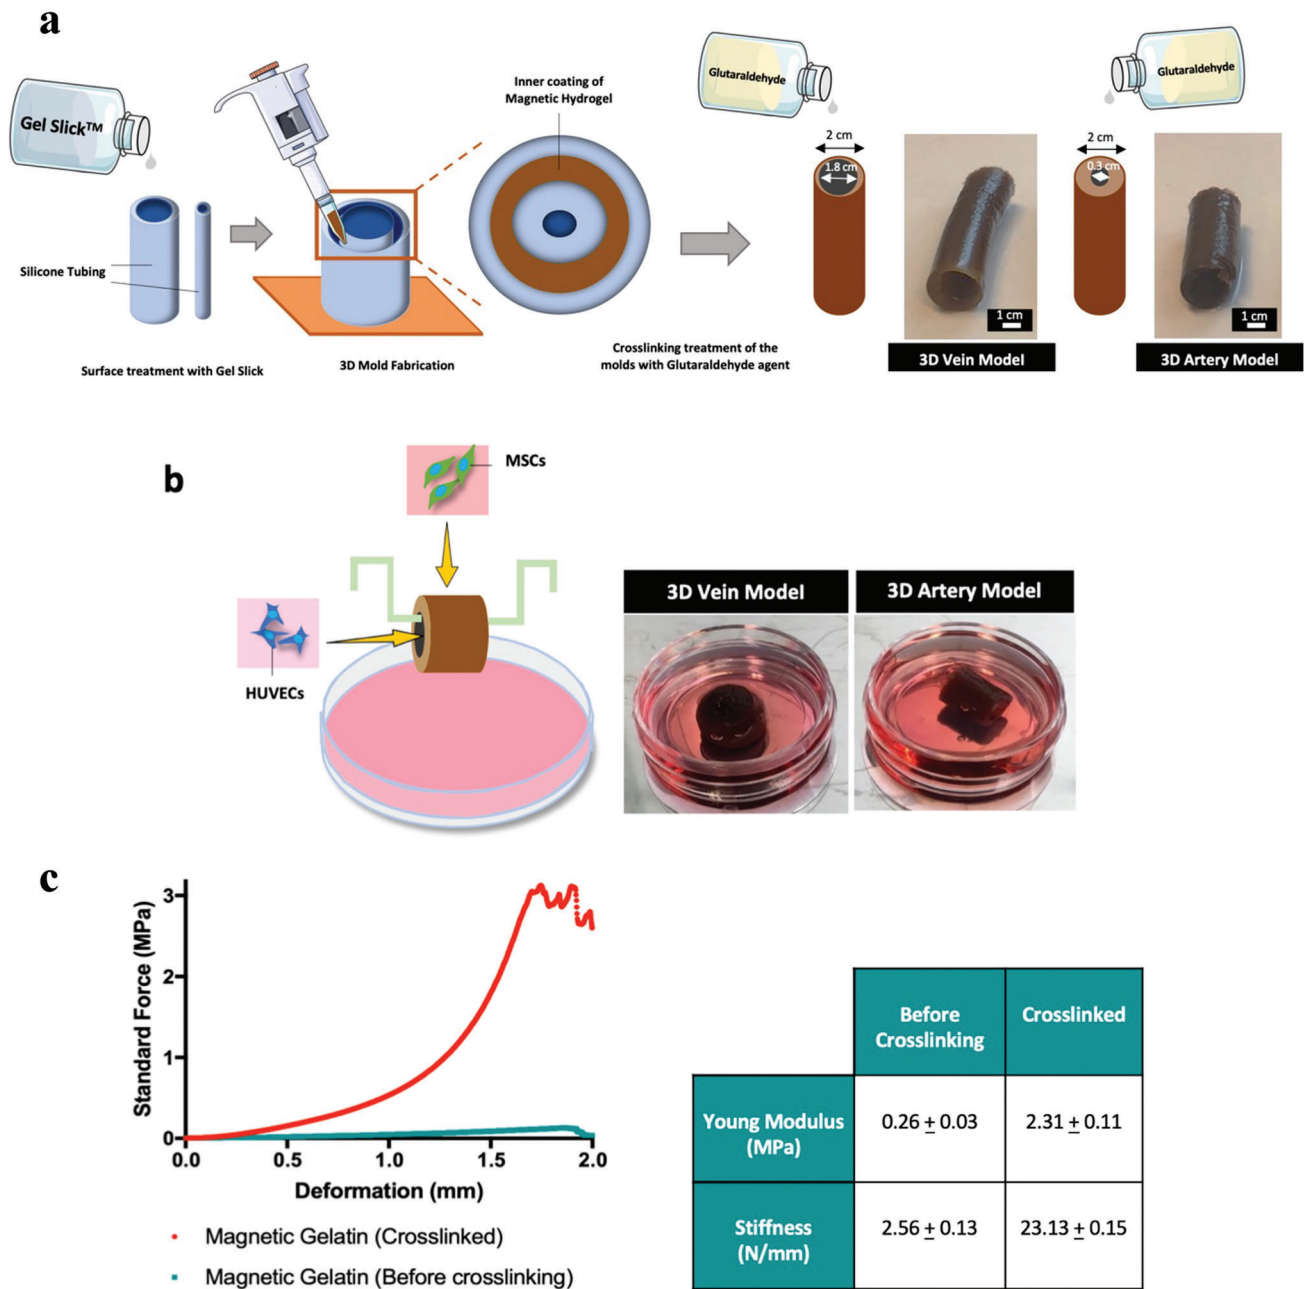 a
Gel Slick™
Silicone Tubing
Surface treatment with Gel Slick
3D Mold Fabrication
Inner coating of
Magnetic Hydrogel
Crosslinking treatment of the
molds with Glutaraldehyde agent
Glutaraldehyde
2 cm
1.8 cm
1 cm
3D Vein Model
Glutaraldehyde
2 cm
0.3 cm
1 cm
3D Artery Model
b
MSCs
HUVECs
3D Vein Model
3D Artery Model
c
Standard Force (MPa)
3
2
1
0
0.0 0.5 1.0 1.5 2.0
Deformation (mm)
Magnetic Gelatin (Crosslinked)
Magnetic Gelatin (Before crosslinking)
Before
Crosslinking
Crosslinked
Young Modulus
(MPa)
0.26 ± 0.03
2.31 ± 0.11
Stiffness
(N/mm)
2.56 ± 0.13
23.13 ± 0.15